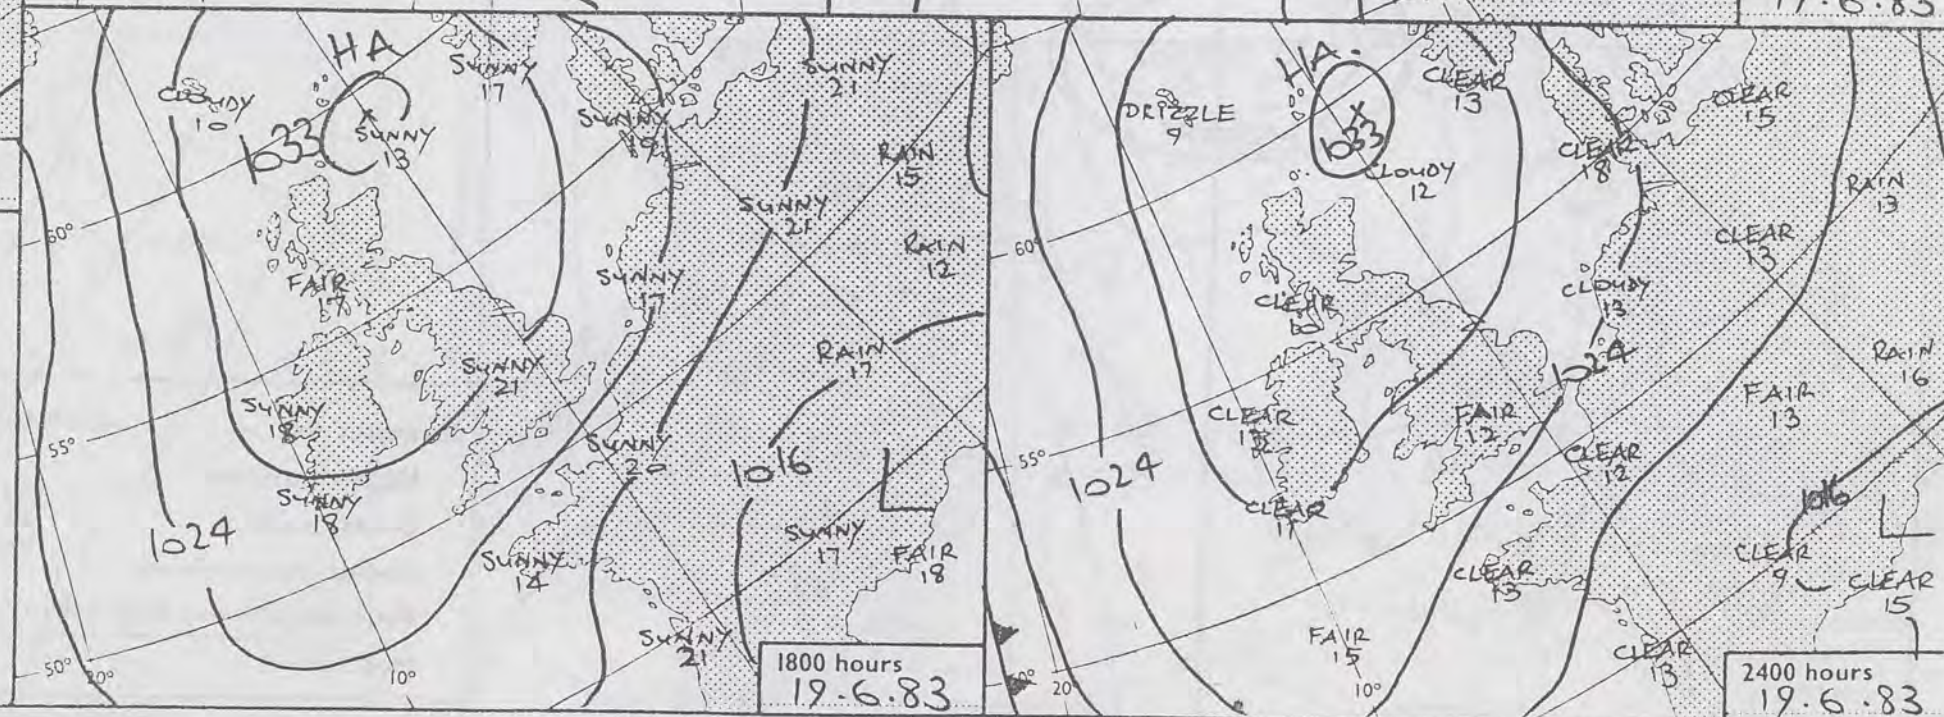 19.6.83
HA
SUNNY
17
SUNNY
21
CLOUDY
10
SUNNY
19
1033
SUNNY
13
RAIN
15
SUNNY
21
60°
RAIN
12
FAIR
17
SUNNY
17
RAIN
17
SUNNY
21
SUNNY
18
55°
SUNNY
20
1016
SUNNY
18
1024
SUNNY
17
SUNNY
14
FAIR
18
SUNNY
21
50°
20°
10°
1800 hours
19.6.83
HA.
CLEAR
13
DRIZZLE
9
CLEAR
15
1033
CLEAR
18
CLOUDY
12
RAIN
13
60°
CLEAR
13
CLOUDY
13
CLEAR
1024
RAIN
16
FAIR
13
CLEAR
FAIR
12
55°
1024
CLEAR
12
CLEAR
11
1016
CLEAR
9
CLEAR
13
CLEAR
15
FAIR
15
CLEAR
13
20°
10°
2400 hours
19.6.83